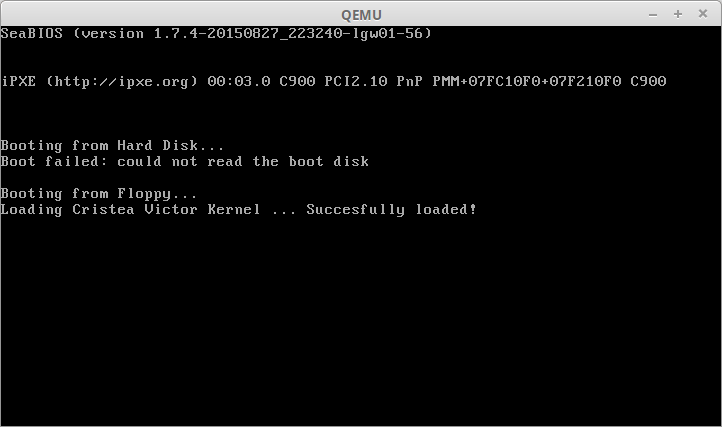 QEMU
SeaBIOS (version 1.7.4-20150827_223240-lgw01-56)
iPXE (http://ipxe.org) 00:03.0 C900 PCI2.10 PnP PMM+07FC10F0+07F210F0 C900
Booting from Hard Disk...
Boot failed: could not read the boot disk
Booting from Floppy...
Loading Cristea Victor Kernel ... Succesfully loaded!